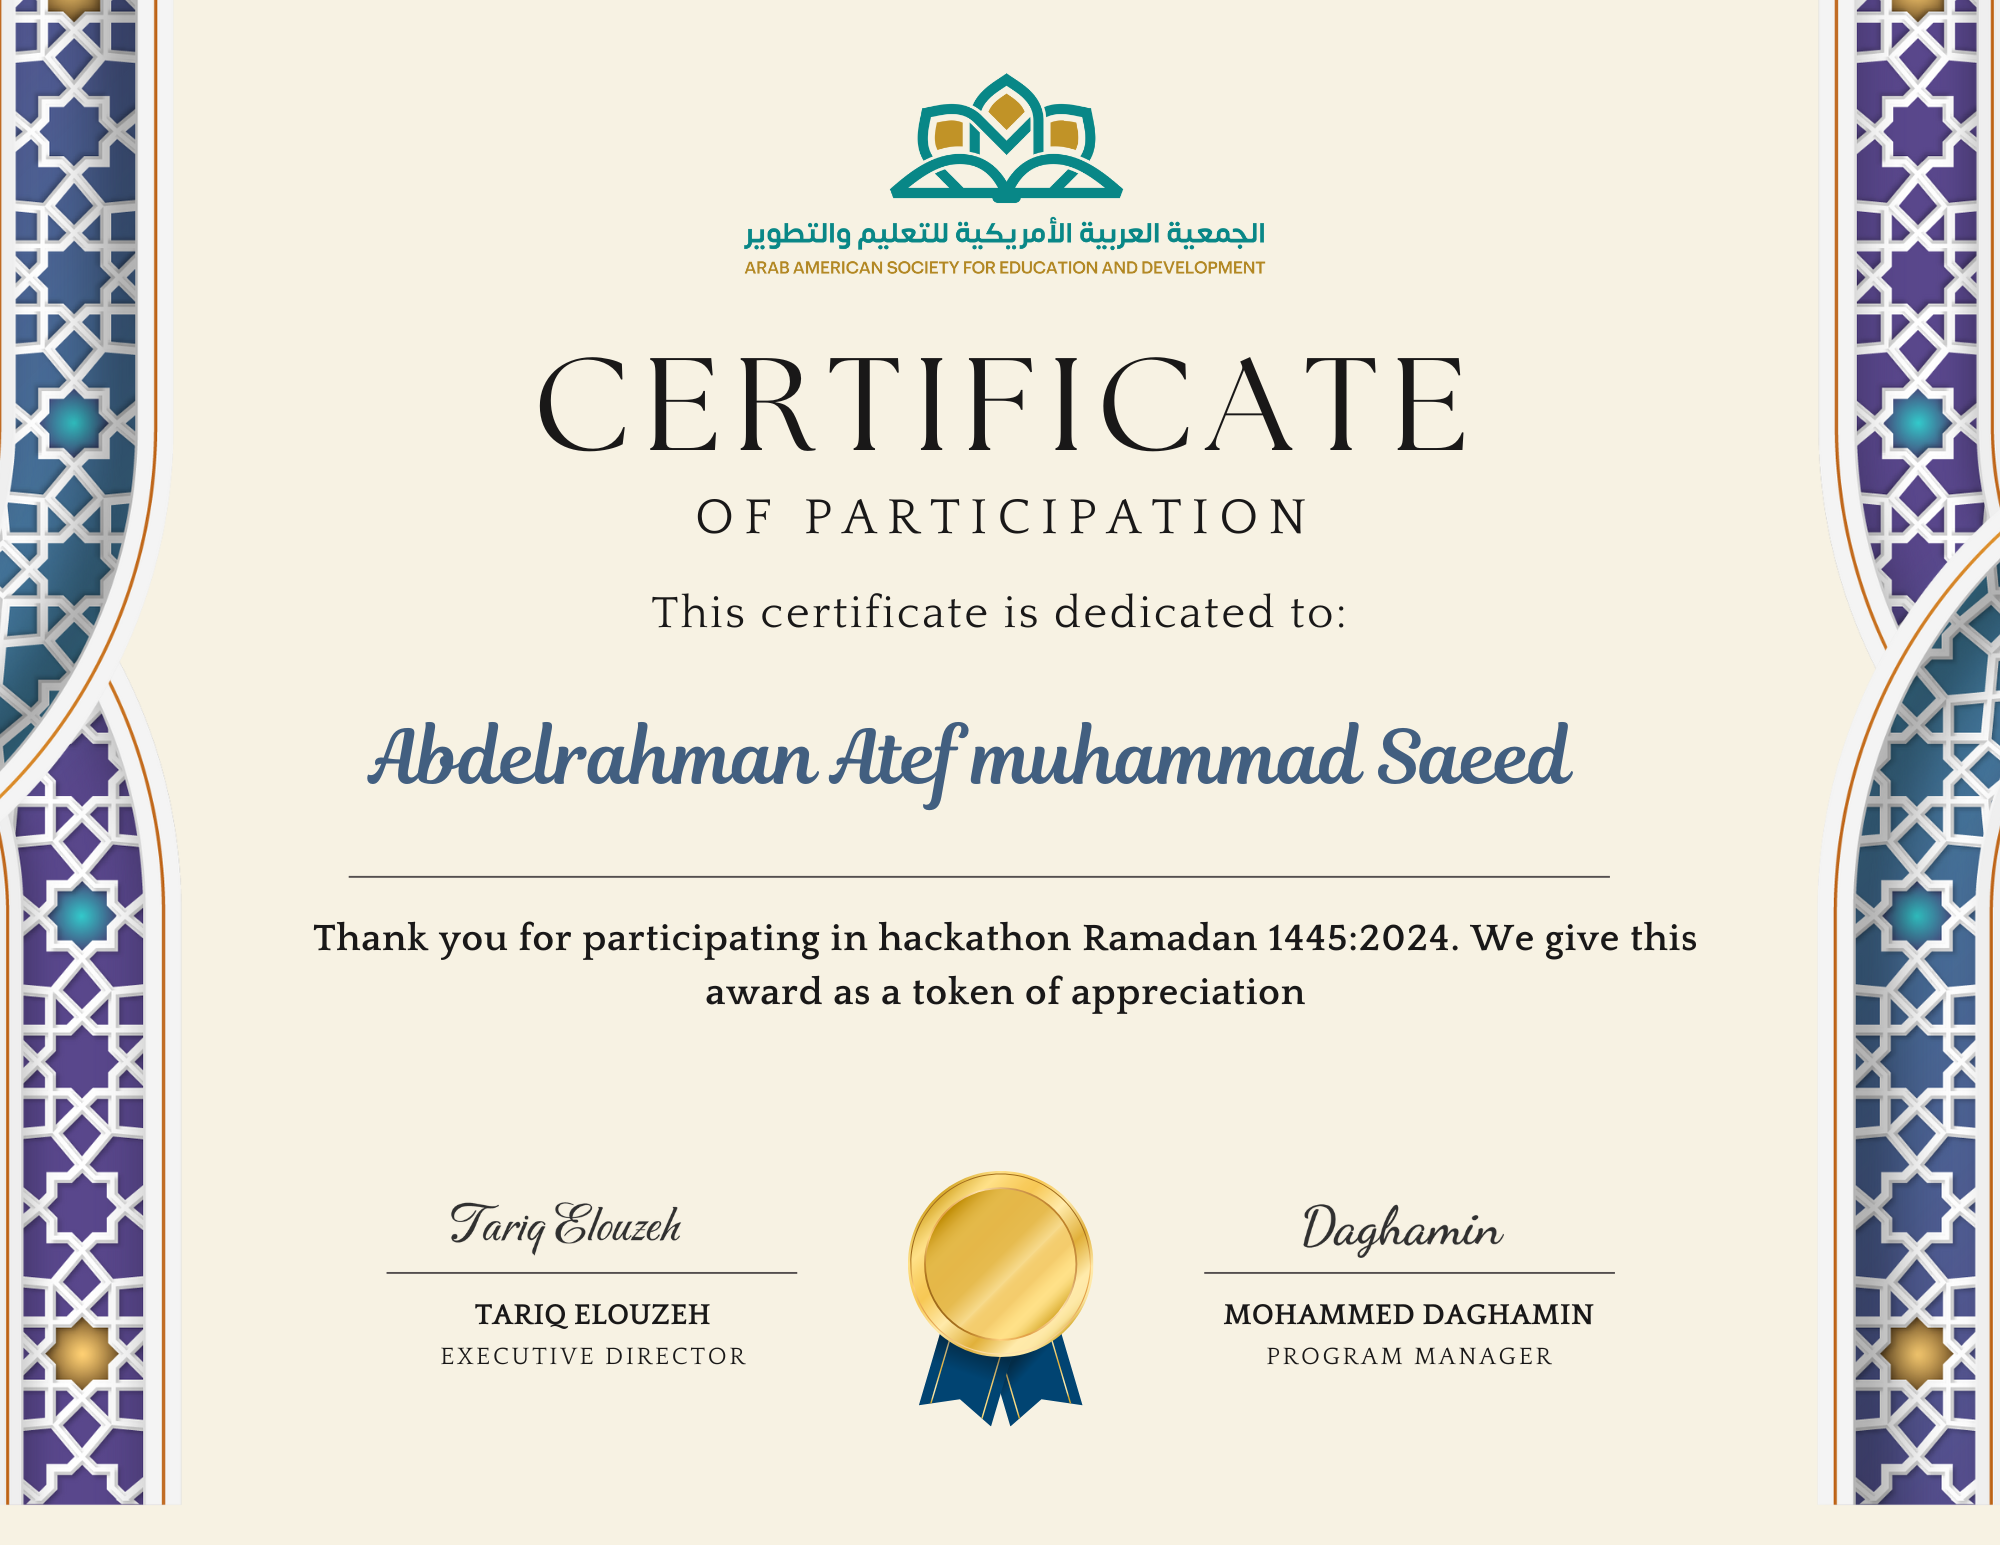 الجمعية العربية الأمريكية للتعليم والتطوير
ARAB AMERICAN SOCIETY FOR EDUCATION AND DEVELOPMENT
CERTIFICATE
OF PARTICIPATION
This certificate is dedicated to:
Abdelrahman Atef muhammad Saeed
Thank you for participating in hackathon Ramadan 1445:2024. We give this
award as a token of appreciation
Tariq Elouzeh
TARIQ ELOUZEH
EXECUTIVE DIRECTOR
Daghamin
MOHAMMED DAGHAMIN
PROGRAM MANAGER